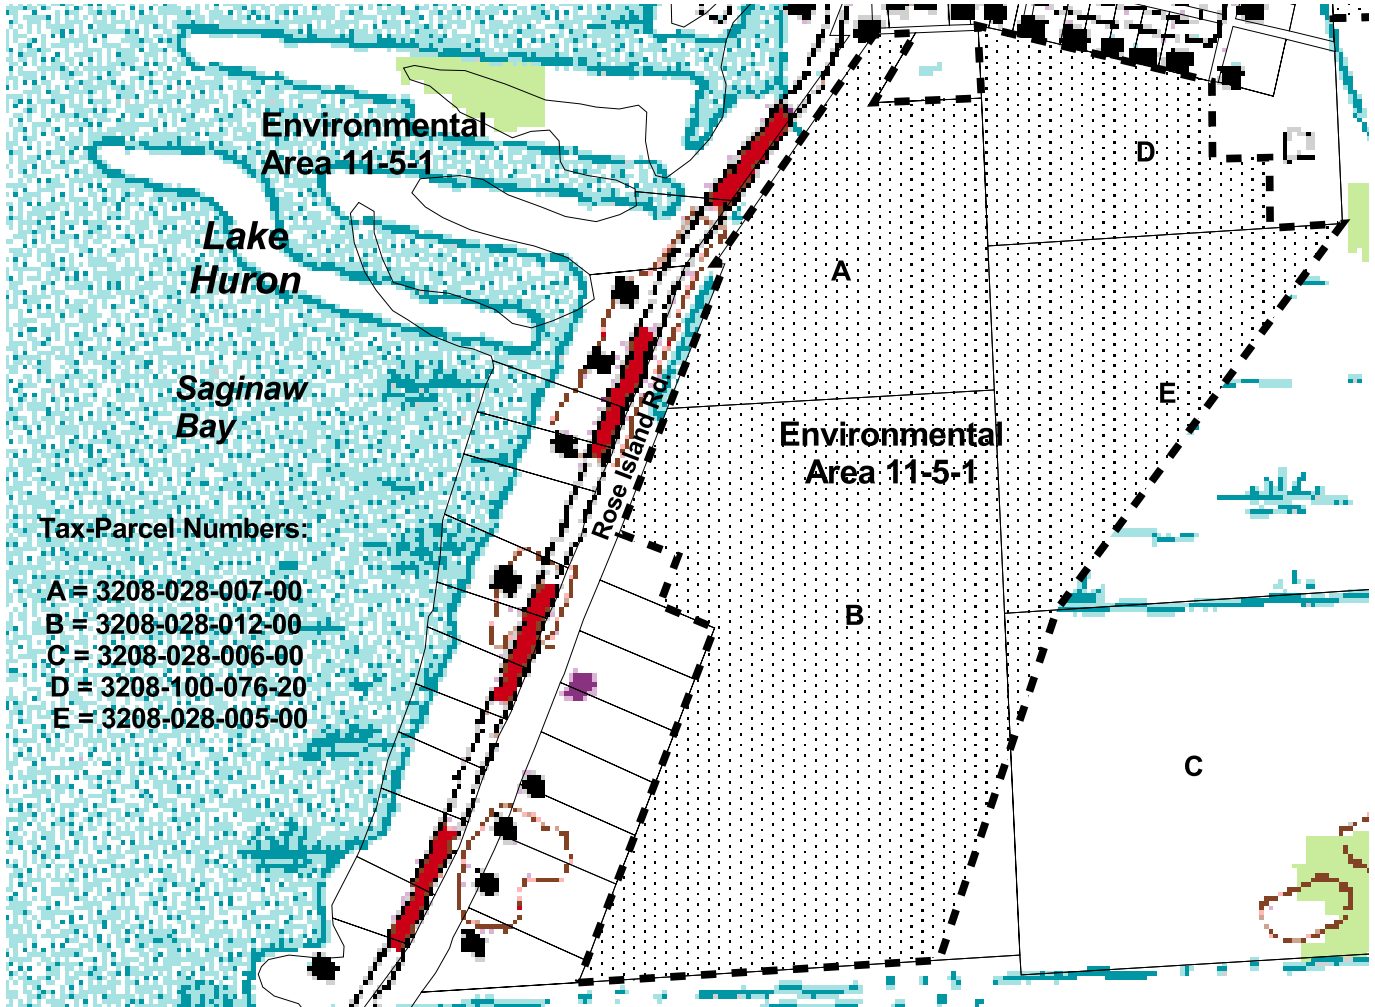 Environmental
Area 11-5-1
D
Lake
Huron
A
Saginaw
Bay
Rose Island Rd
E
Environmental
Area 11-5-1
Tax-Parcel Numbers:
A = 3208-028-007-00
B = 3208-028-012-00
C = 3208-028-006-00
D = 3208-100-076-20
E = 3208-028-005-00
B
C